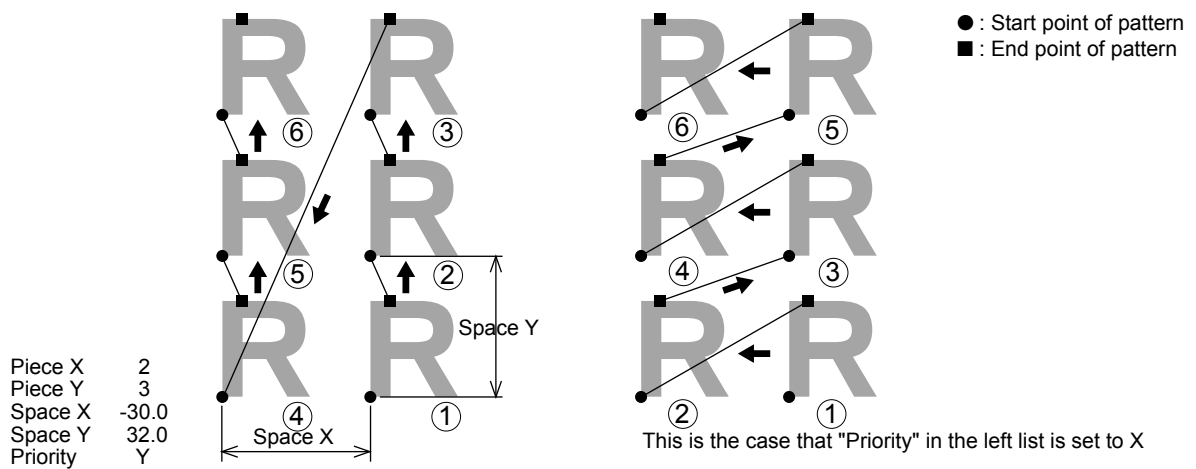 ● : Start point of pattern
■ : End point of pattern
R R R R
⑥ ③ ⑥ ⑤
R R R R
⑤ ② ④ ③
Space Y
R R R R
④ ① ② ①
Space X
Piece X 2
Piece Y 3
Space X -30.0
Space Y 32.0
Priority Y
This is the case that "Priority" in the left list is set to X